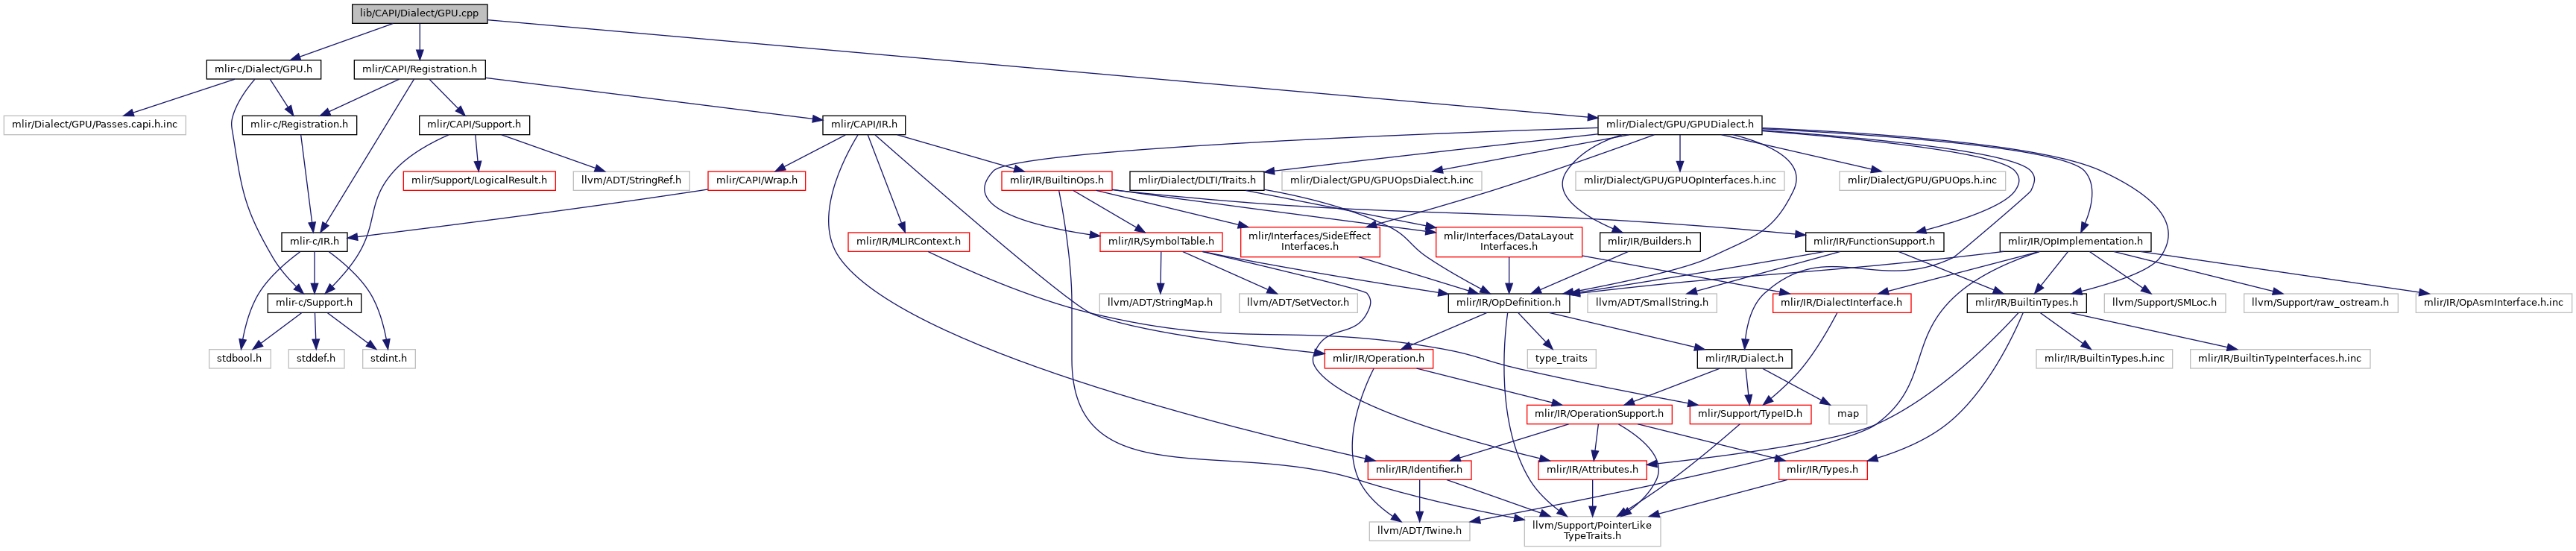 lib/CAPI/Dialect/GPU.cpp
mlir-c/Dialect/GPU.h
mlir/CAPI/Registration.h
mlir/Dialect/GPU/Passes.capi.h.inc
mlir-c/Registration.h
mlir/CAPI/Support.h
mlir/CAPI/IR.h
mlir/Dialect/GPU/GPUDialect.h
mlir/Support/LogicalResult.h
llvm/ADT/StringRef.h
mlir/CAPI/Wrap.h
mlir/IR/BuiltinOps.h
mlir/Dialect/DLTI/Traits.h
mlir/Dialect/GPU/GPUOpsDialect.h.inc
mlir/Dialect/GPU/GPUOpInterfaces.h.inc
mlir/Dialect/GPU/GPUOps.h.inc
mlir-c/IR.h
mlir/IR/MLIRContext.h
mlir/IR/SymbolTable.h
mlir/Interfaces/SideEffect
Interfaces.h
mlir/Interfaces/DataLayout
Interfaces.h
mlir/IR/Builders.h
mlir/IR/FunctionSupport.h
mlir/IR/OpImplementation.h
mlir-c/Support.h
llvm/ADT/StringMap.h
llvm/ADT/SetVector.h
mlir/IR/OpDefinition.h
llvm/ADT/SmallString.h
mlir/IR/DialectInterface.h
mlir/IR/BuiltinTypes.h
llvm/Support/SMLoc.h
llvm/Support/raw_ostream.h
mlir/IR/OpAsmInterface.h.inc
stdbool.h
stddef.h
stdint.h
mlir/IR/Operation.h
type_traits
mlir/IR/Dialect.h
mlir/IR/BuiltinTypes.h.inc
mlir/IR/BuiltinTypeInterfaces.h.inc
mlir/IR/OperationSupport.h
mlir/Support/TypeID.h
map
mlir/IR/Identifier.h
mlir/IR/Attributes.h
mlir/IR/Types.h
llvm/ADT/Twine.h
llvm/Support/PointerLike
TypeTraits.h